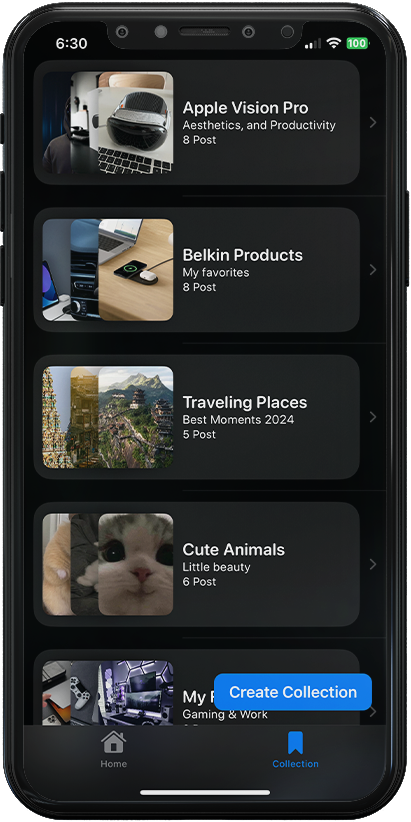 6:30
100
Apple Vision Pro
Aesthetics, and Productivity
8 Post
Belkin Products
My favorites
8 Post
Traveling Places
Best Moments 2024
5 Post
Cute Animals
Little beauty
6 Post
My
Create Collection
Gaming & Work
Home
Collection